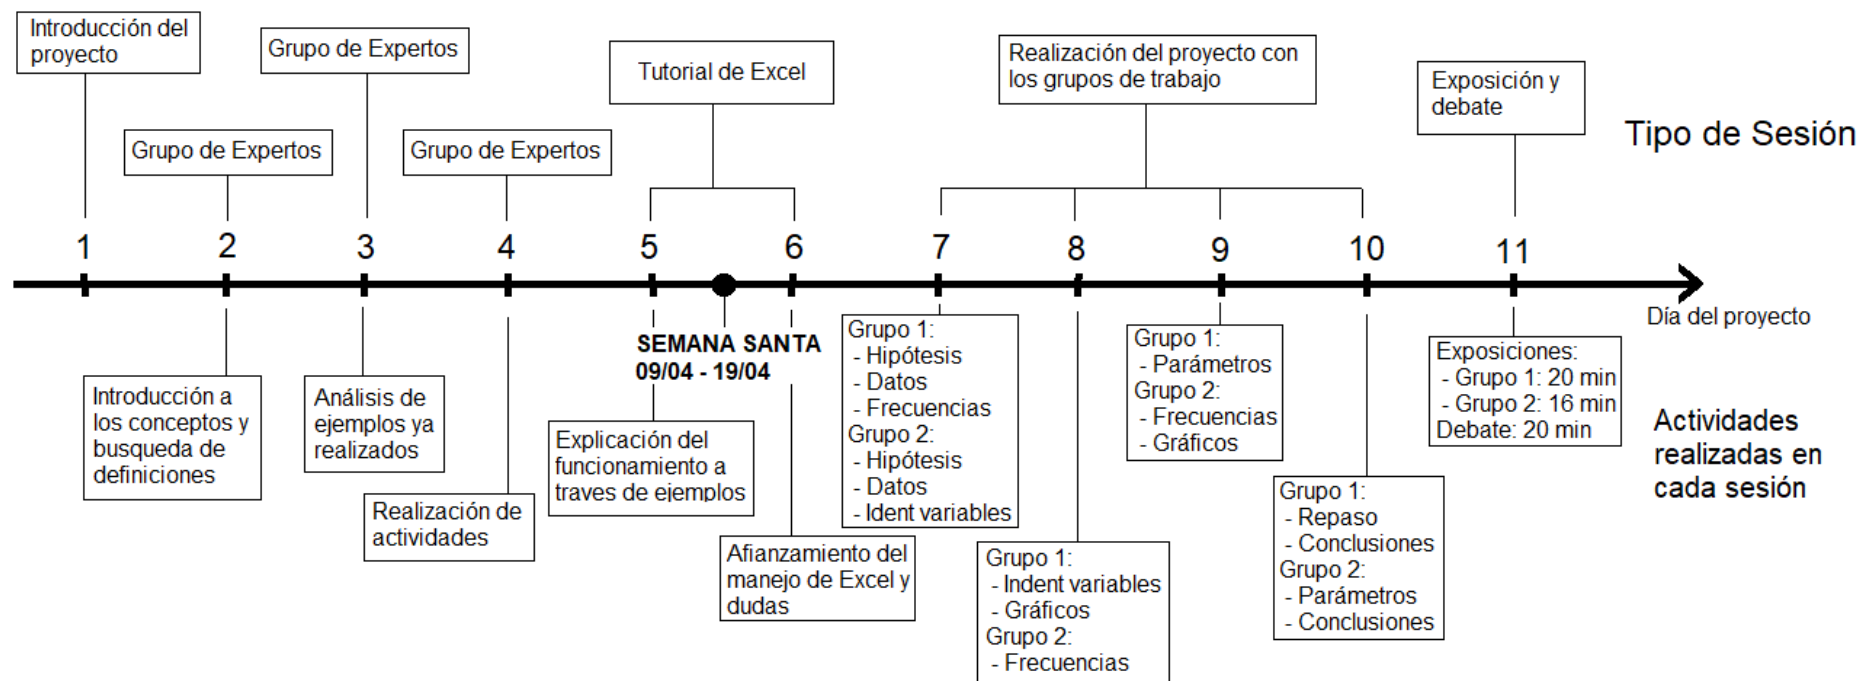 Introducción del
proyecto
Grupo de Expertos
Grupo de Expertos
Grupo de Expertos
Tutorial de Excel
Realización del proyecto con
los grupos de trabajo
Exposición y
debate
Tipo de Sesión
1
2
3
4
5
6
7
8
9
10
11
Día del proyecto
SEMANA SANTA
09/04 - 19/04
Introducción a
los conceptos y
busqueda de
definiciones
Análisis de
ejemplos ya
realizados
Realización de
actividades
Explicación del
funcionamiento a
traves de ejemplos
Afianzamiento del
manejo de Excel y
dudas
Grupo 1:
- Hipótesis
- Datos
- Frecuencias
Grupo 2:
- Hipótesis
- Datos
- Ident variables
Grupo 1:
- Indent variables
- Gráficos
Grupo 2:
- Frecuencias
Grupo 1:
- Parámetros
Grupo 2:
- Frecuencias
- Gráficos
Grupo 1:
- Repaso
- Conclusiones
Grupo 2:
- Parámetros
- Conclusiones
Exposiciones:
- Grupo 1: 20 min
- Grupo 2: 16 min
Debate: 20 min
Actividades
realizadas en
cada sesión